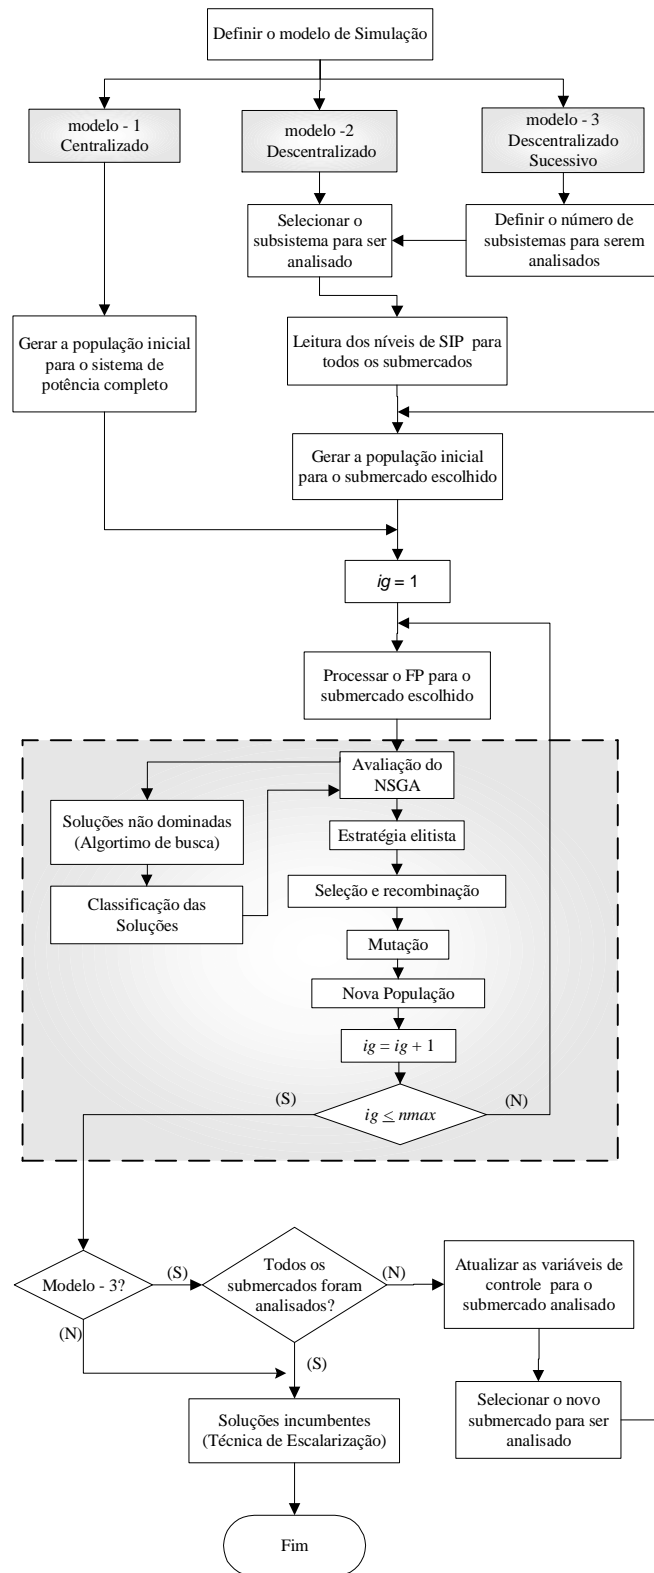 Definir o modelo de Simulação
modelo - 1
Centralizado
modelo -2
Descentralizado
modelo - 3
Descentralizado
Sucessivo
Selecionar o
subsistema para ser
analisado
Definir o número de
subsistemas para serem
analisados
Gerar a população inicial
para o sistema de
potência completo
Leitura dos níveis de SIP para
todos os submercados
Gerar a população inicial
para o submercado escolhido
ig = 1
Processar o FP para o
submercado escolhido
Avaliação do
NSGA
Soluções não dominadas
(Algortimo de busca)
Estratégia elitista
Classificação das
Soluções
Seleção e recombinação
Mutação
Nova População
ig = ig + 1
(S)
ig ≤ nmax
(N)
Modelo - 3?
(S)
(N)
Todos os
submercados foram
analisados?
(N)
(S)
Atualizar as variáveis de
controle para o
submercado analisado
Soluções incumbentes
(Técnica de Escalarização)
Selecionar o novo
submercado para ser
analisado
Fim